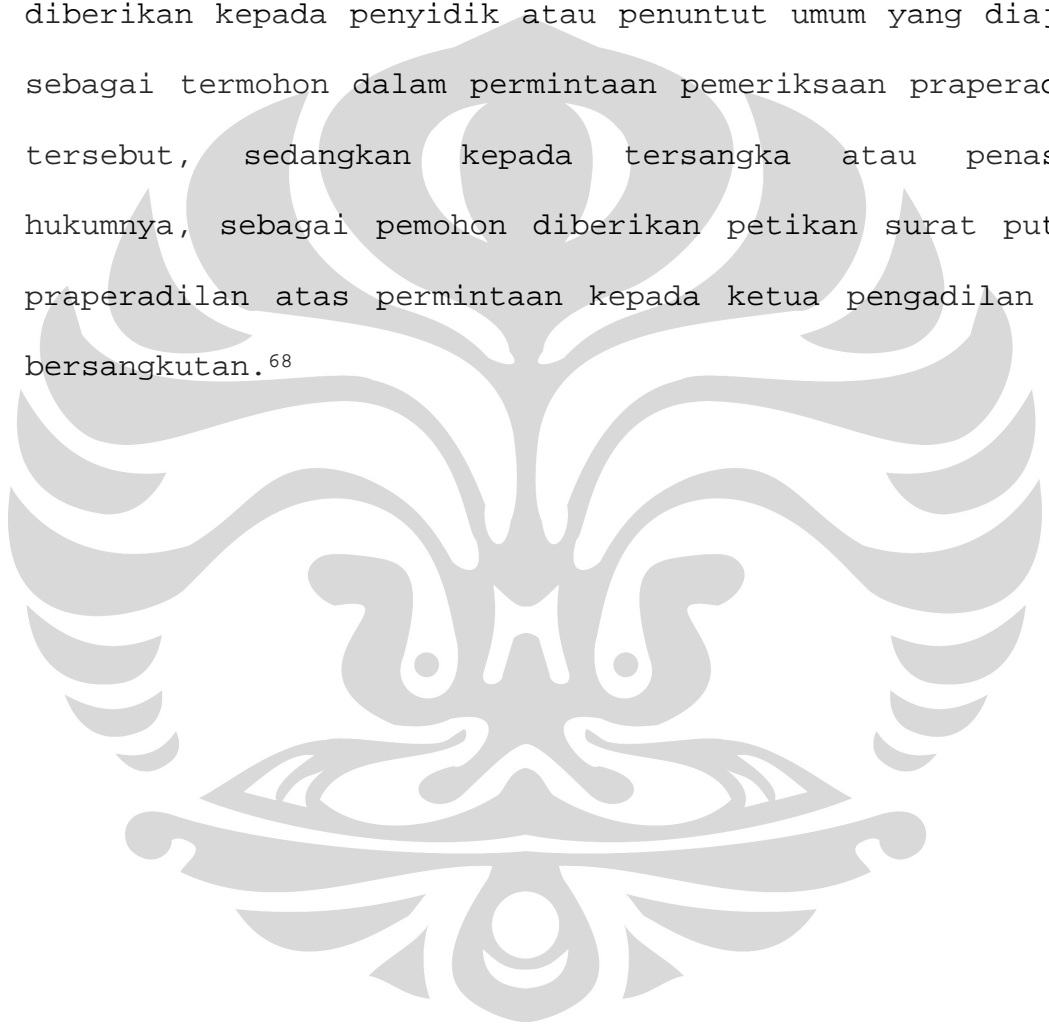 diberikan kepada penyidik atau penuntut umum yang
sebagai termohon dalam permintaan pemeriksaan
tersebut, sedangkan kepada tersangka atau
hukumnya, sebagai pemohon diberikan petikan surat
praperadilan atas permintaan kepada ketua pengadilan
bersangkutan.⁶⁸